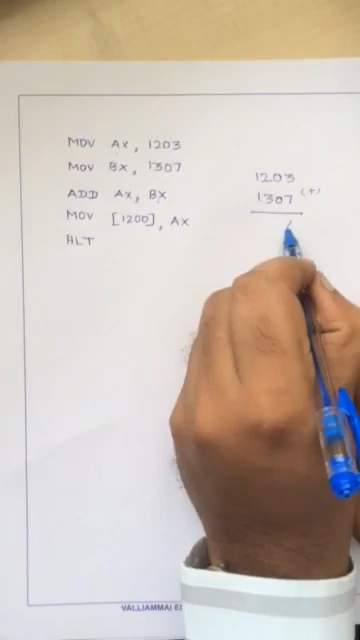 MOV AX, 1203
MOV BX, 1307
ADD AX, BX
MOV [1200], AX
HLT
1203
1307 (+)
VALLIAMMAI